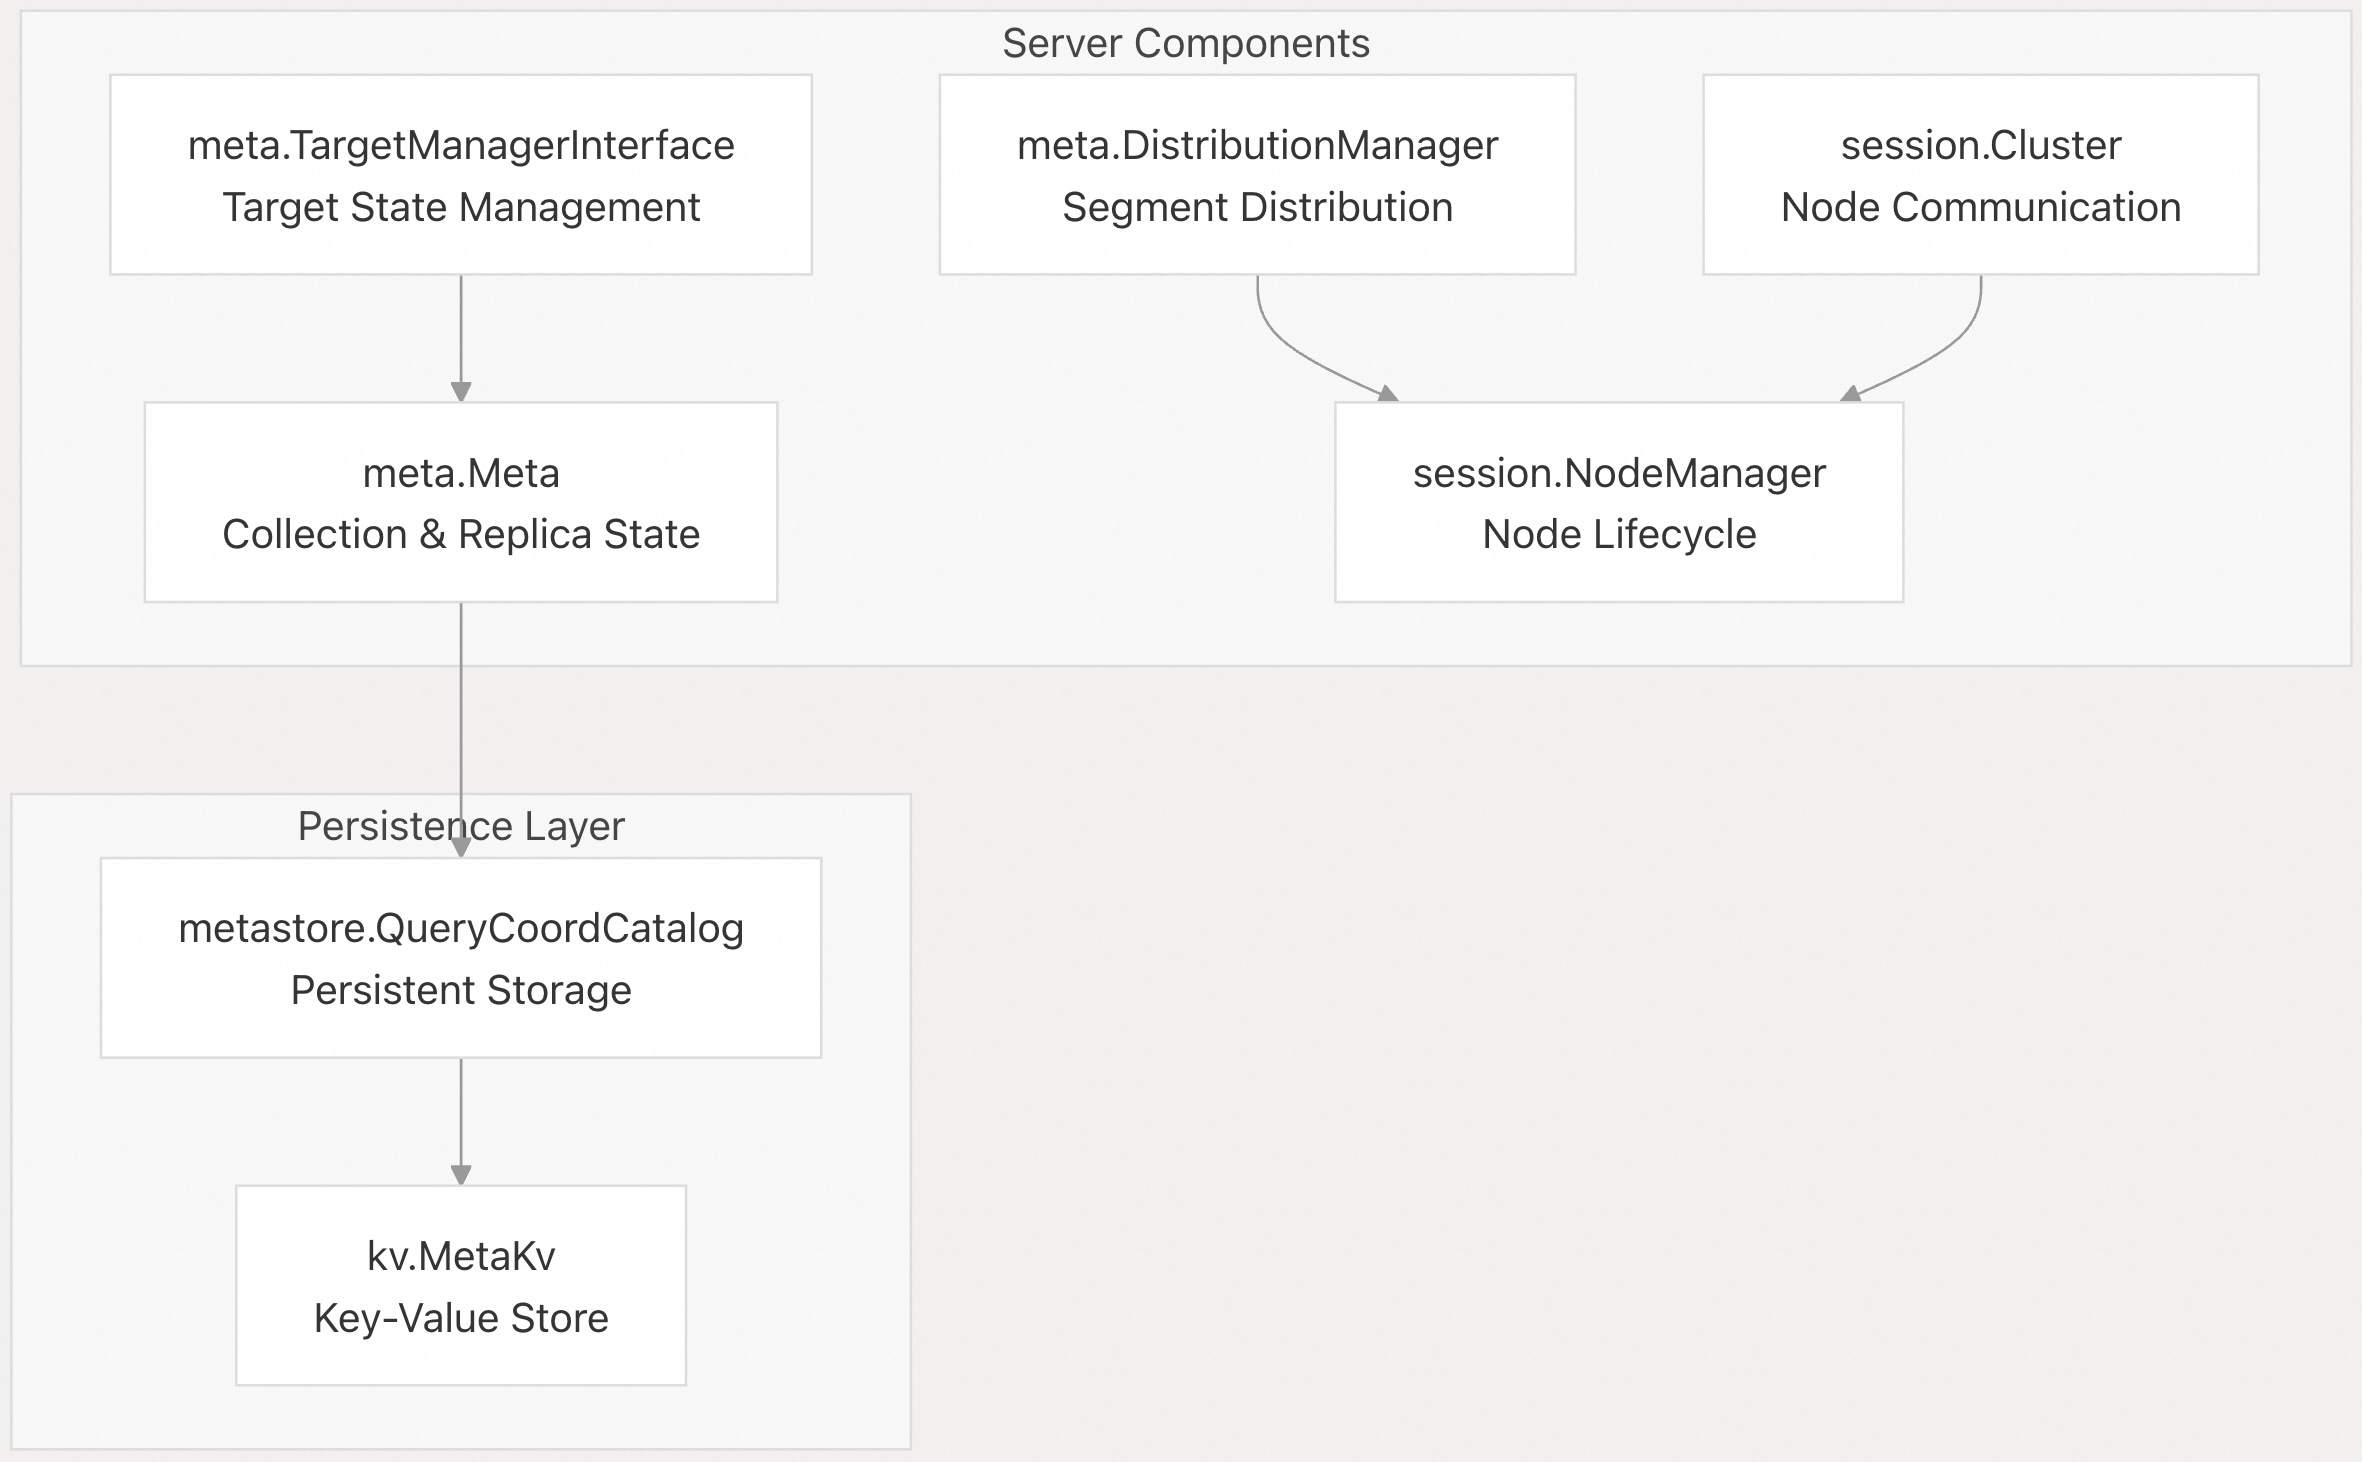 Server Components
meta.TargetManagerInterface
Target State Management
meta.DistributionManager
Segment Distribution
session.Cluster
Node Communication
meta.Meta
Collection & Replica State
session.NodeManager
Node Lifecycle
Persistence Layer
metastore.QueryCoordCatalog
Persistent Storage
kv.MetaKv
Key-Value Store